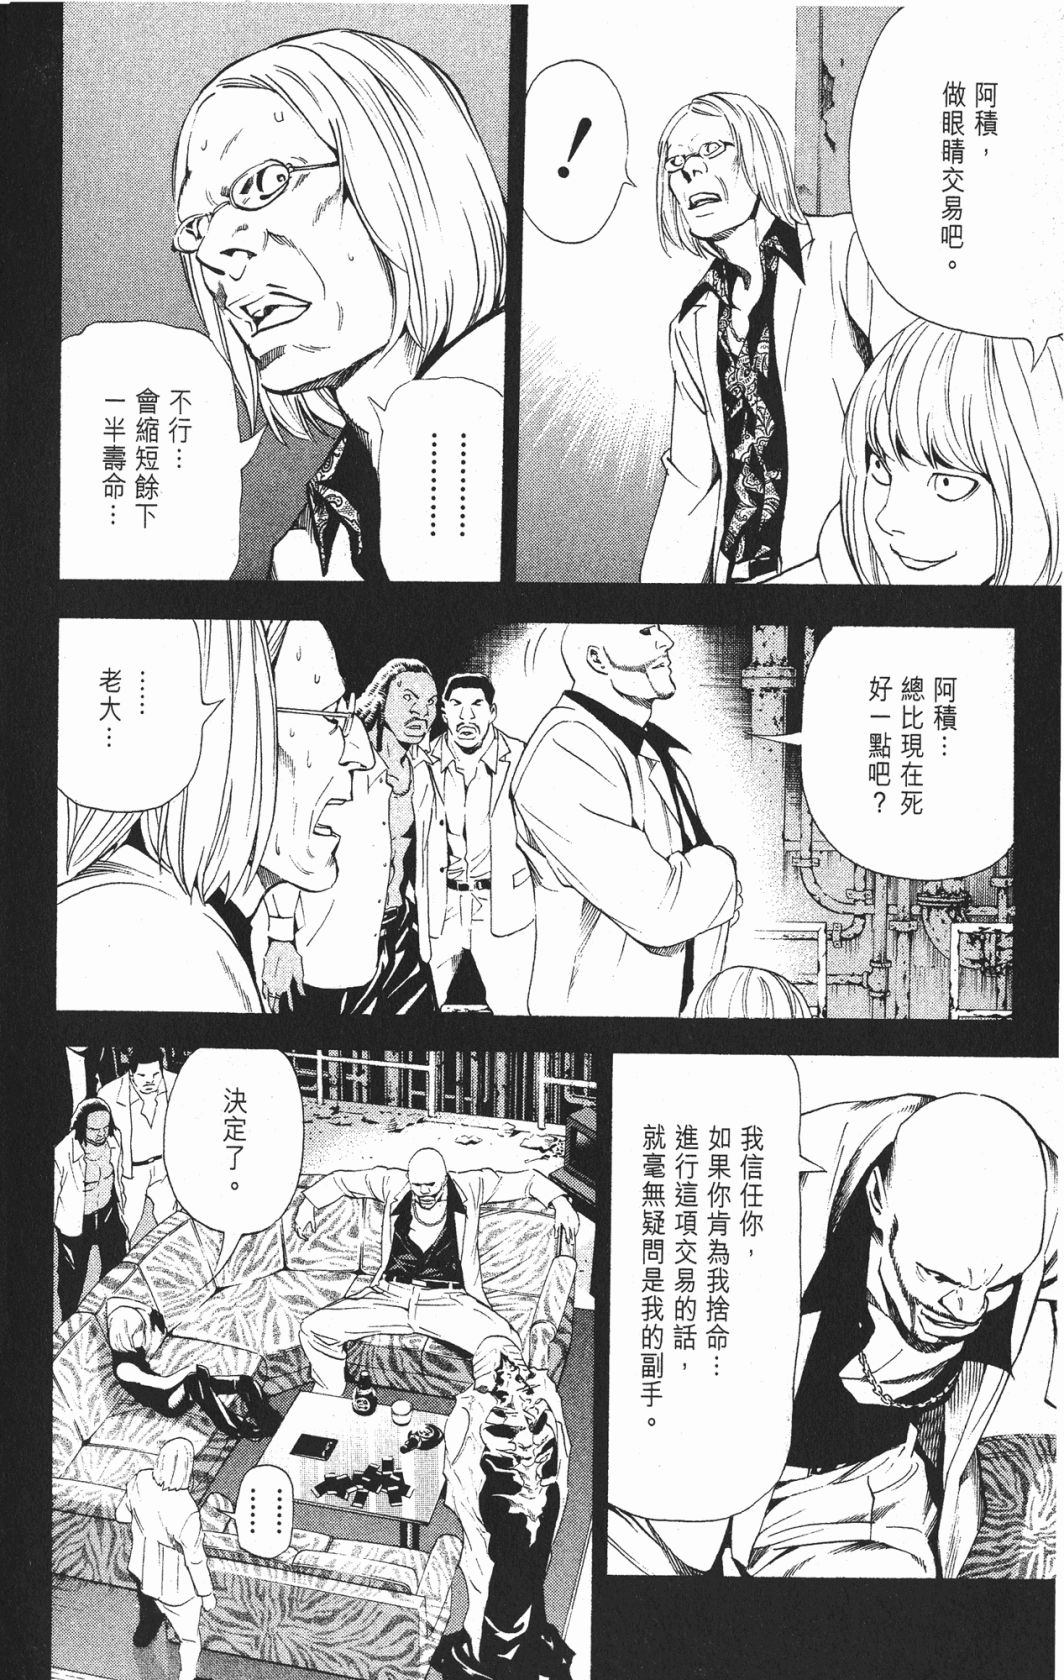 阿積，
做眼睛交易吧。
！
…………
…………
不行…
會縮短餘下
一半壽命…
阿積…
總比現在死
好一點吧？
……
老大…
我信任你，
如果你肯為我捨命…
進行這項交易的話，
就毫無疑問是我的副手。
決定了。
……
……